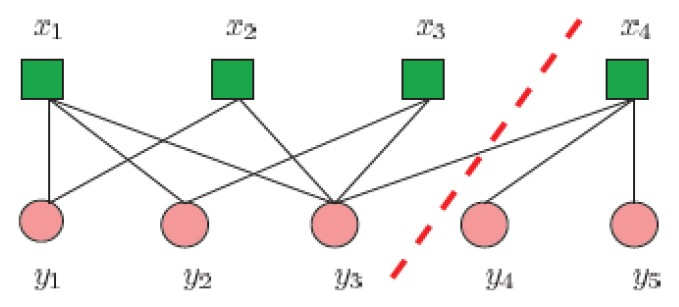 x₁ x₂ x₃ x₄
y₁ y₂ y₃ y₄ y₅